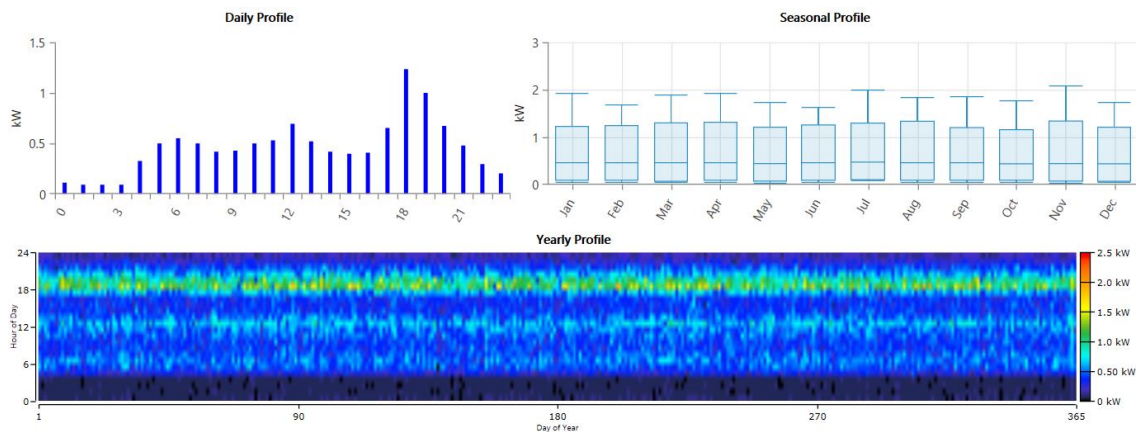 Daily Profile
1.5
1
0.5
0
kW
0 3 6 9 12 15 18 21
Seasonal Profile
3
2
1
0
kW
Jan Feb Mar Apr May Jun Jul Aug Sep Oct Nov Dec
Yearly Profile
24
18
12
6
0
Hour of Day
1 90 180 270 365
Day of Year
2.5 kW
2.0 kW
1.5 kW
1.0 kW
0.50 kW
0 kW